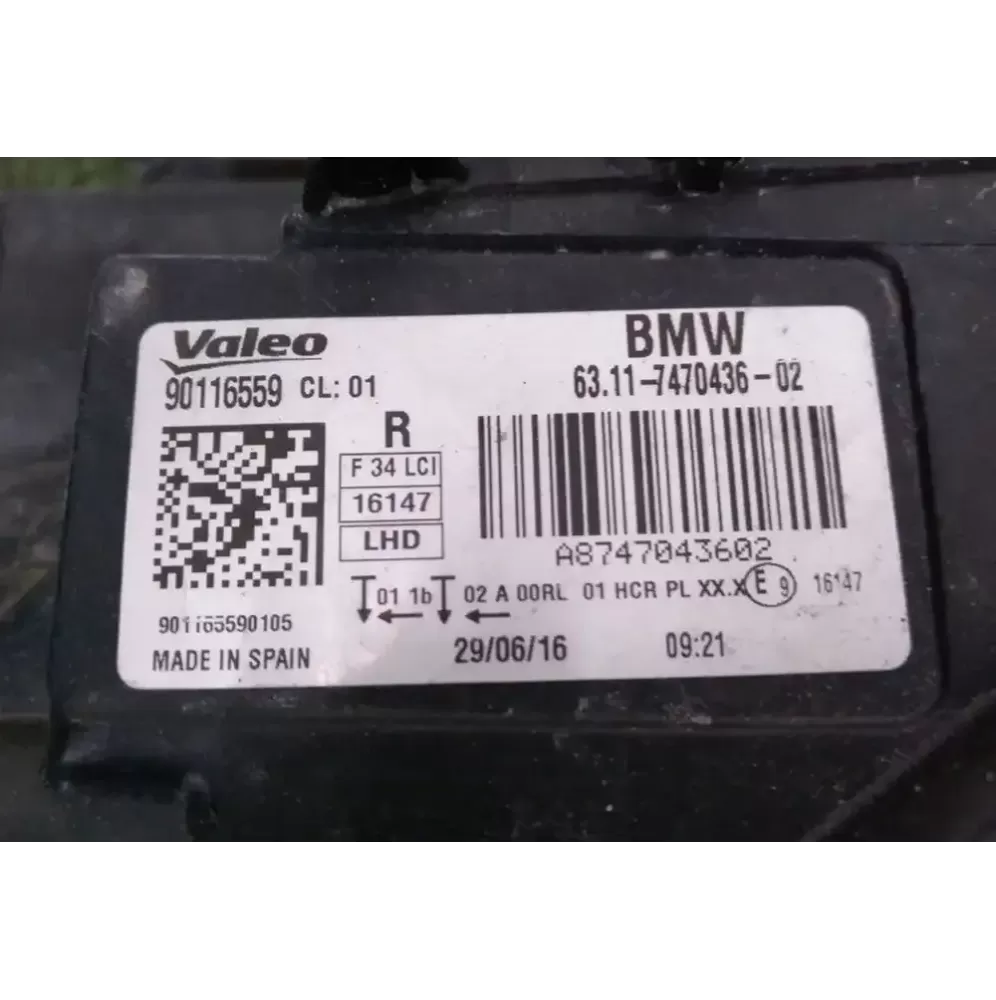 Valeo
90116559 CL: 01
BMW
63.11-7470436-02
R
F 34 LCI
16147
LHD
A8747043602
01 1b 02 A 00RL 01 HCR PL XX.X E 9 16147
901165590105
MADE IN SPAIN
29/06/16 09:21